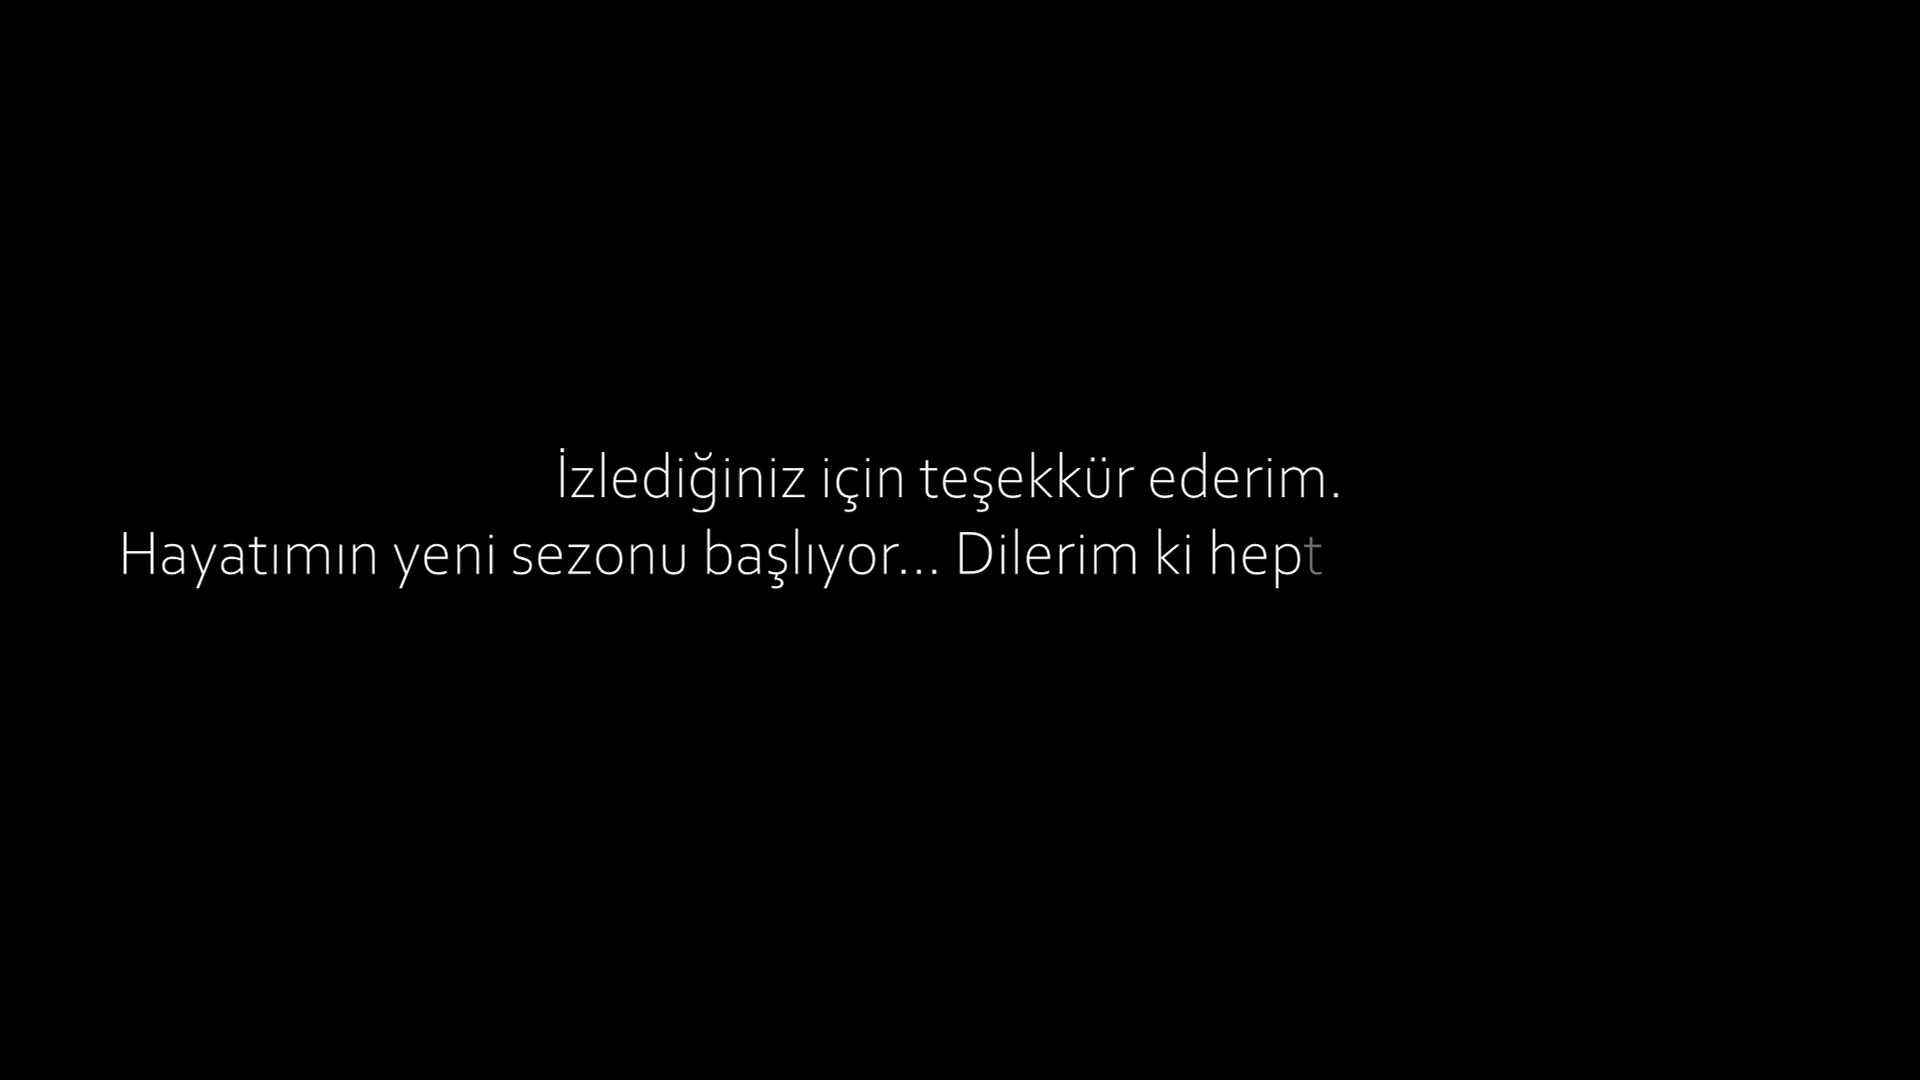 İzlediğiniz için teşekkür ederim.
Hayatımın yeni sezonu başlıyor... Dilerim ki hept